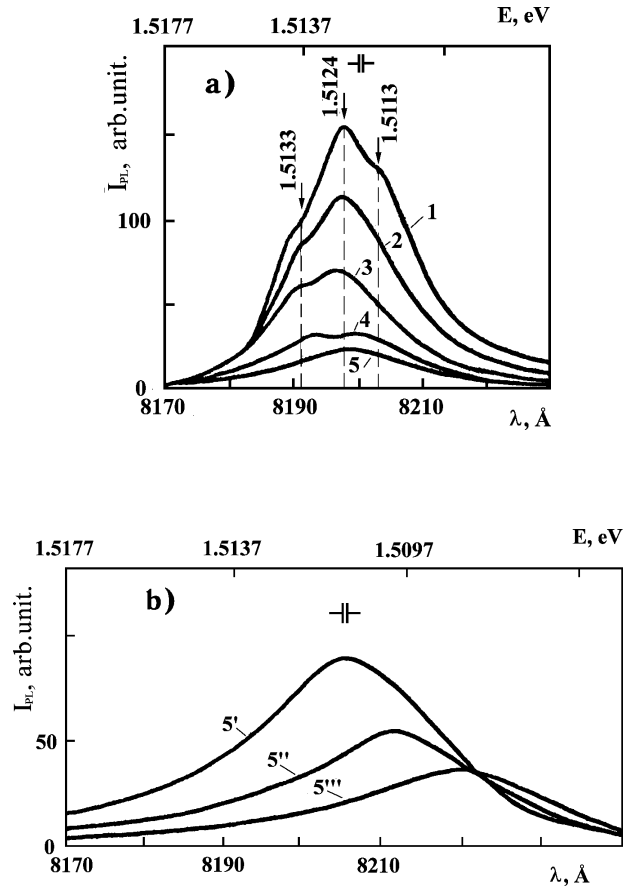 1.5177 1.5137 E, eV
a)
I_PL, arb.unit.
1.5133
1.5124
1.5113
100
0
1
2
3
4
5
8170 8190 8210
λ, Å
1.5177 1.5137 1.5097 E, eV
b)
I_PL, arb.unit.
50
0
5'
5''
5'''
8170 8190 8210
λ, Å